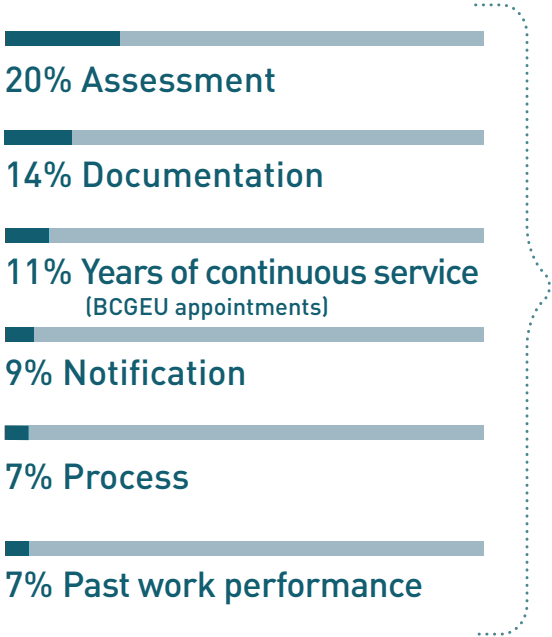 20% Assessment
14% Documentation
11% Years of continuous service
(BCGEU appointments)
9% Notification
7% Process
7% Past work performance